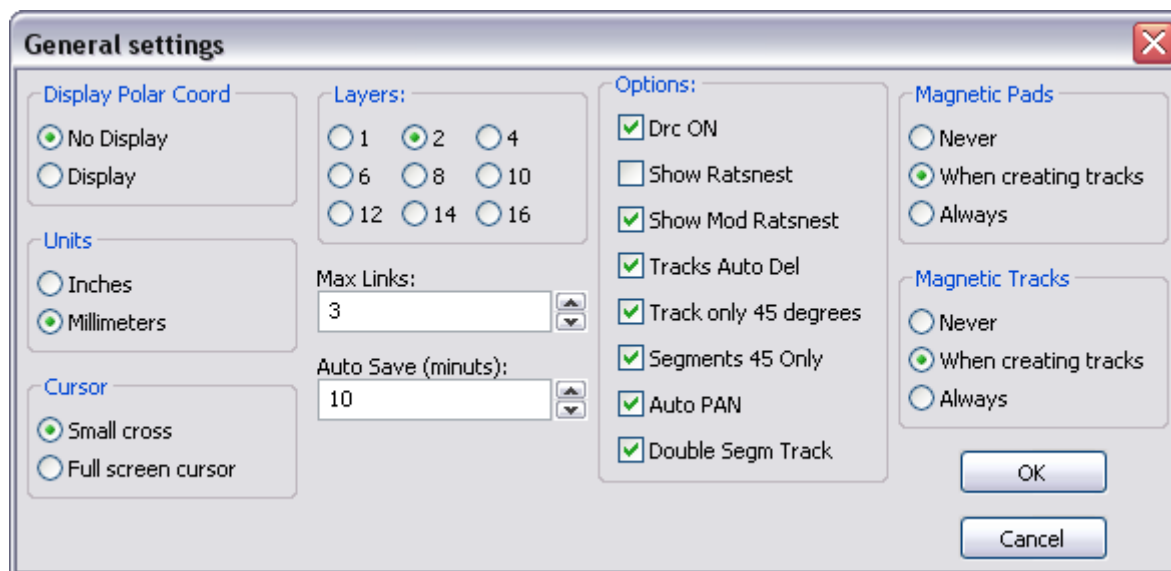 General settings
Display Polar Coord
No Display
Display
Units
Inches
Millimeters
Cursor
Small cross
Full screen cursor
Layers:
1 2 4
6 8 10
12 14 16
Max Links:
3
Auto Save (minuts):
10
Options:
Drc ON
Show Ratsnest
Show Mod Ratsnest
Tracks Auto Del
Track only 45 degrees
Segments 45 Only
Auto PAN
Double Segm Track
Magnetic Pads
Never
When creating tracks
Always
Magnetic Tracks
Never
When creating tracks
Always
OK
Cancel